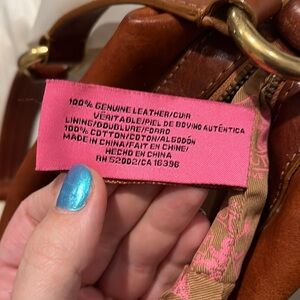 100% GENUINE LEATHER/CUIR
VÉRITABLE/PIEL DE BOVINO AUTÉNTICA
LINING/DOUBLURE/FORRO
100% COTTON/COTON/ALGODÓN
MADE IN CHINA/FAIT EN CHINE/
HECHO EN CHINA
RN 52002/CA 16396